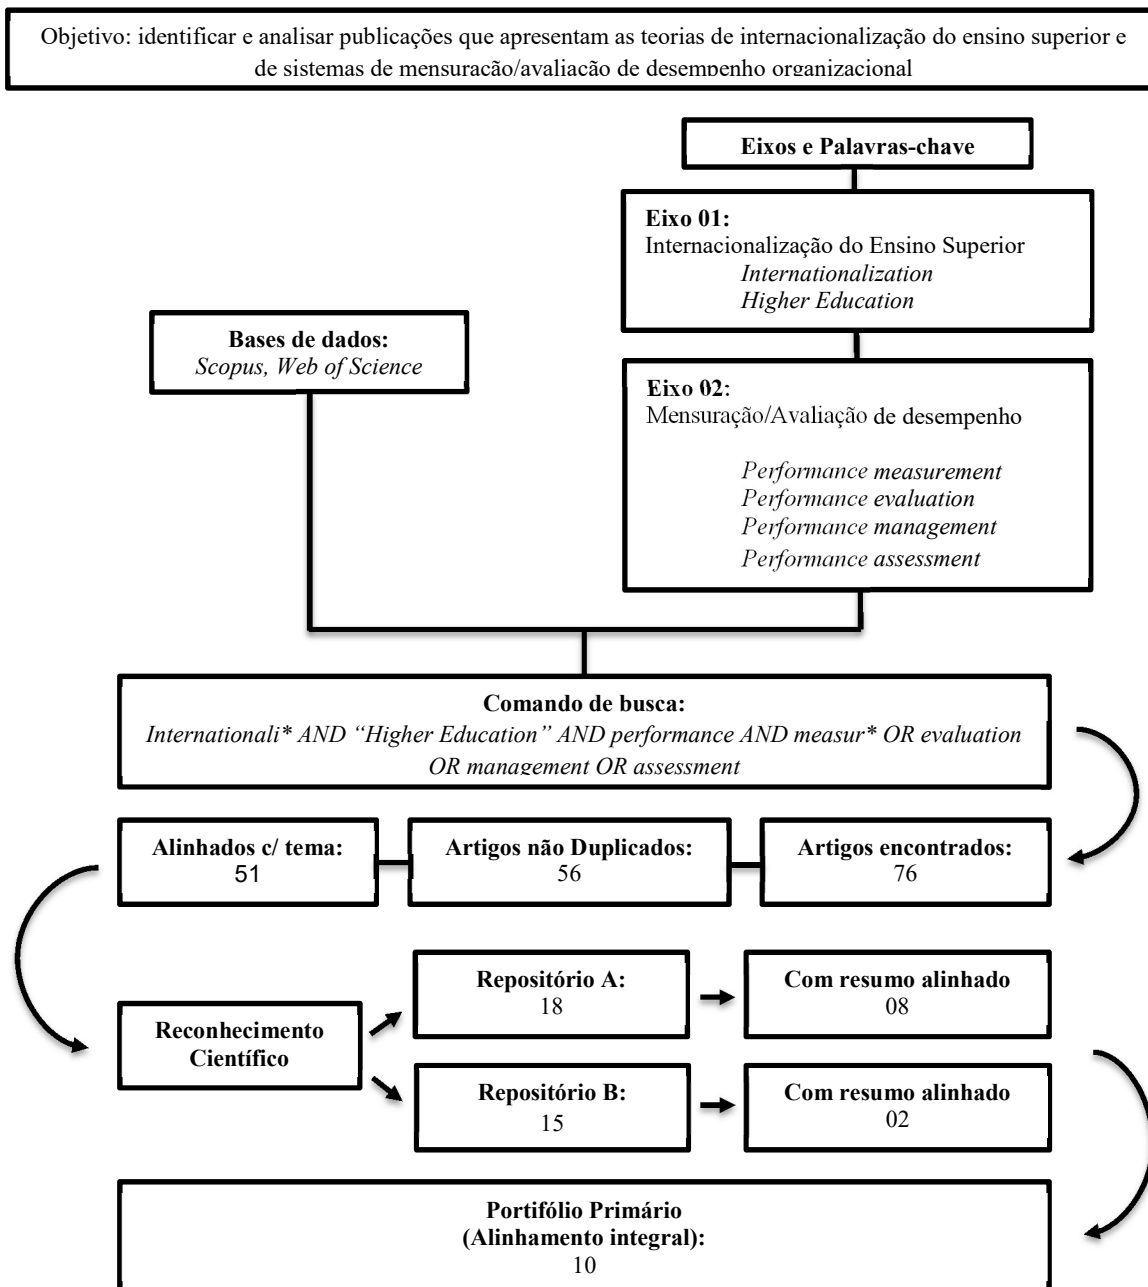 Objetivo: identificar e analisar publicações que apresentam as teorias de internacionalização do ensino superior e
de sistemas de mensuração/avaliação de desempenho organizacional
Eixos e Palavras-chave
Eixo 01:
Internacionalização do Ensino Superior
Internationalization
Higher Education
Bases de dados:
Scopus, Web of Science
Eixo 02:
Mensuração/Avaliação de desempenho
Performance measurement
Performance evaluation
Performance management
Performance assessment
Comando de busca:
Internationali* AND “Higher Education” AND performance AND measur* OR evaluation
OR management OR assessment
Alinhados c/ tema:
51
Artigos não Duplicados:
56
Artigos encontrados:
76
Reconhecimento
Científico
Repositório A:
18
Com resumo alinhado
08
Repositório B:
15
Com resumo alinhado
02
Portifólio Primário
(Alinhamento integral):
10